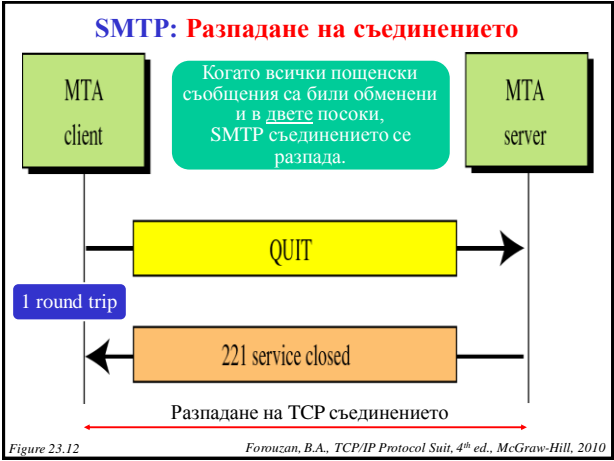 SMTP: Разпадане на съединението
MTA
client
Когато всички пощенски
съобщения са били обменени
и в двете посоки,
SMTP съединението се
разпада.
MTA
server
QUIT
1 round trip
221 service closed
Разпадане на TCP съединението
Figure 23.12
Forouzan, B.A., TCP/IP Protocol Suit, 4th ed., McGraw-Hill, 2010